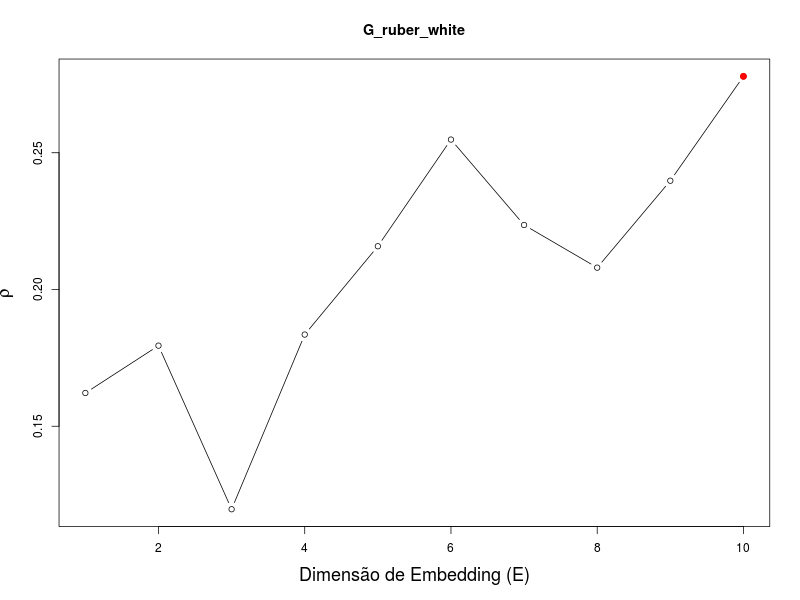 G_ruber_white
ρ
0.25
0.20
0.15
2 4 6 8 10
Dimensão de Embedding (E)